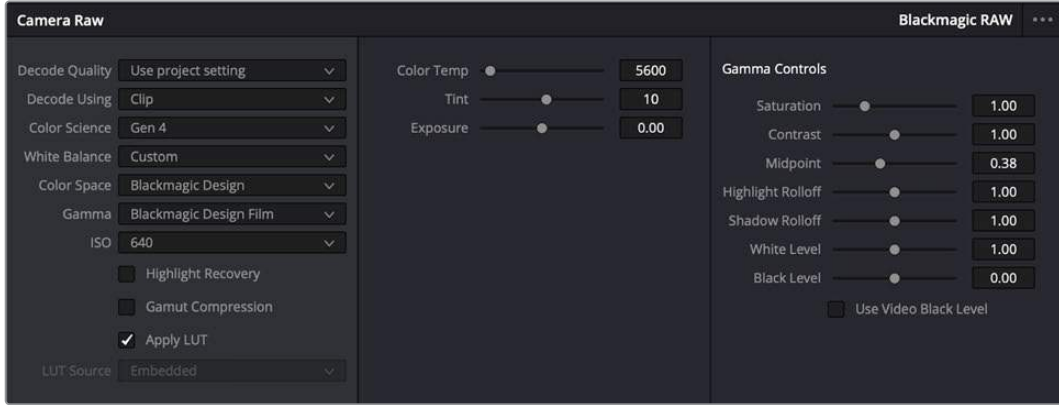 Camera Raw
Blackmagic RAW
Decode Quality Use project setting
Decode Using Clip
Color Science Gen 4
White Balance Custom
Color Space Blackmagic Design
Gamma Blackmagic Design Film
ISO 640
Highlight Recovery
Gamut Compression
Apply LUT
LUT Source Embedded
Color Temp 5600
Tint 10
Exposure 0.00
Gamma Controls
Saturation 1.00
Contrast 1.00
Midpoint 0.38
Highlight Rolloff 1.00
Shadow Rolloff 1.00
White Level 1.00
Black Level 0.00
Use Video Black Level